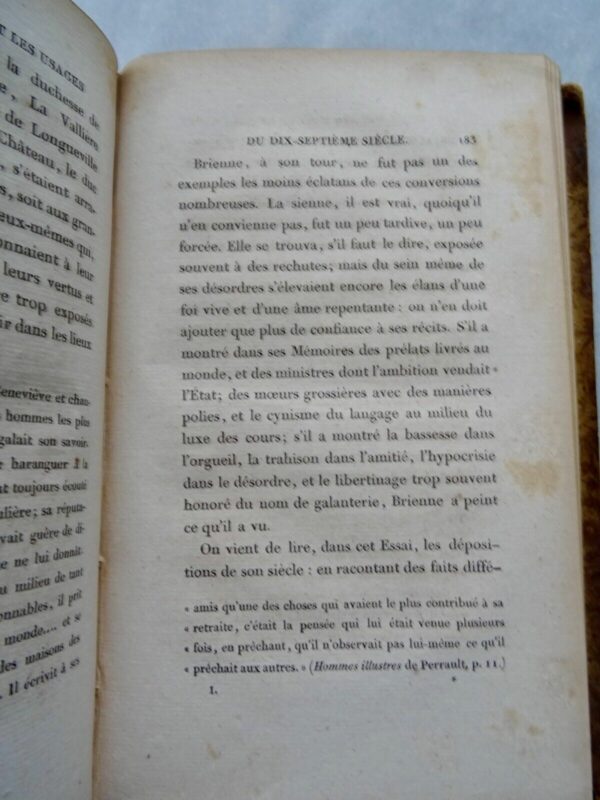 T LES USAGES
la duchesse de
, La Vallière
de Longueville
Château, le duc
s'étaient arra-
s, soit aux gran-
eux-mêmes qui,
onnaient à leur
leurs vertus et
re trop exposés
ir dans les lieux
Geneviève et chan-
hommes les plus
galait son savoir.
haranguer à la
nt toujours écouté
ulière; sa réputa-
vait guère de di-
e ne lui donnât.
u milieu de tant
onnables, il prit
monde.... et se
des maisons des
Il écrivit à ses
DU DIX-SEPTIÈME SIÈCLE. 183
Brienne, à son tour, ne fut pas un des
exemples les moins éclatans de ces conversions
nombreuses. La sienne, il est vrai, quoiqu'il
n'en convienne pas, fut un peu tardive, un peu
forcée. Elle se trouva, s'il faut le dire, exposée
souvent à des rechutes; mais du sein même de
ses désordres s'élevaient encore les élans d'une
foi vive et d'une âme repentante: on n'en doit
ajouter que plus de confiance à ses récits. S'il a
montré dans ses Mémoires des prélats livrés au
monde, et des ministres dont l'ambition vendait
l'État; des mœurs grossières avec des manières
polies, et le cynisme du langage au milieu du
luxe des cours; s'il a montré la bassesse dans
l'orgueil, la trahison dans l'amitié, l'hypocrisie
dans le désordre, et le libertinage trop souvent
honoré du nom de galanterie, Brienne a peint
ce qu'il a vu.
On vient de lire, dans cet Essai, les déposi-
tions de son siècle: en racontant des faits diffé-
« amis qu'une des choses qui avaient le plus contribué à sa
« retraite, c'était la pensée qui lui était venue plusieurs
« fois, en prêchant, qu'il n'observait pas lui-même ce qu'il
« prêchait aux autres. » (Hommes illustres de Perrault, p. 11.)
I. *